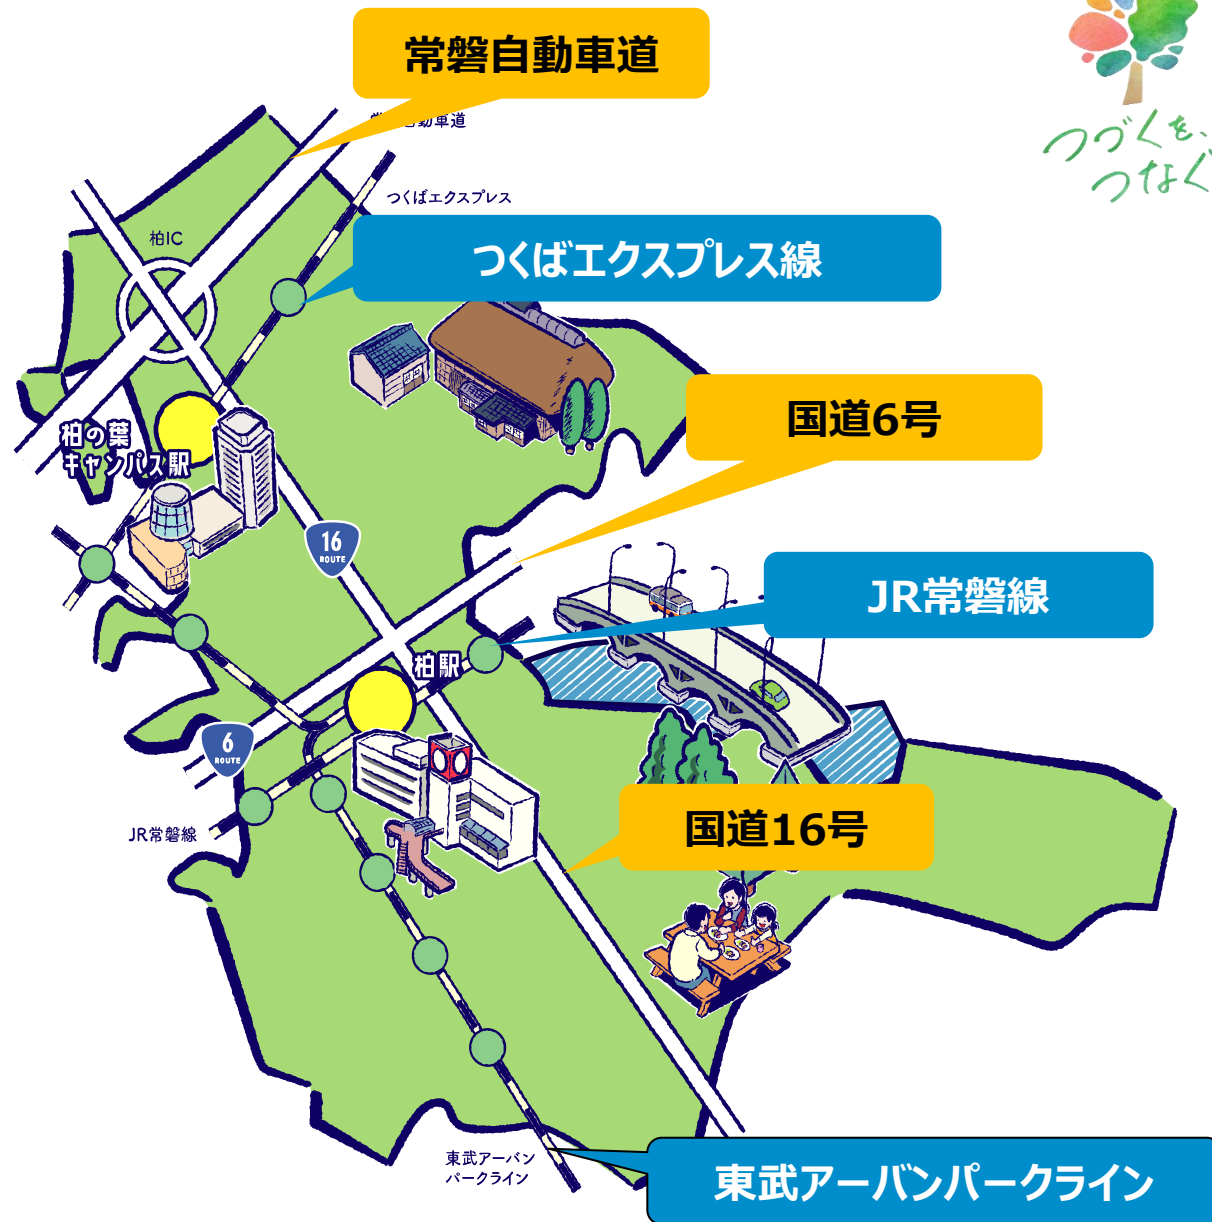 常磐自動車道
自動車道
つづくを、
つなぐ
つくばエクスプレス
柏IC
つくばエクスプレス線
国道6号
柏の葉
キャンパス駅
16
ROUTE
JR常磐線
柏駅
6
ROUTE
JR常磐線
国道16号
東武アーバン
パークライン
東武アーバンパークライン